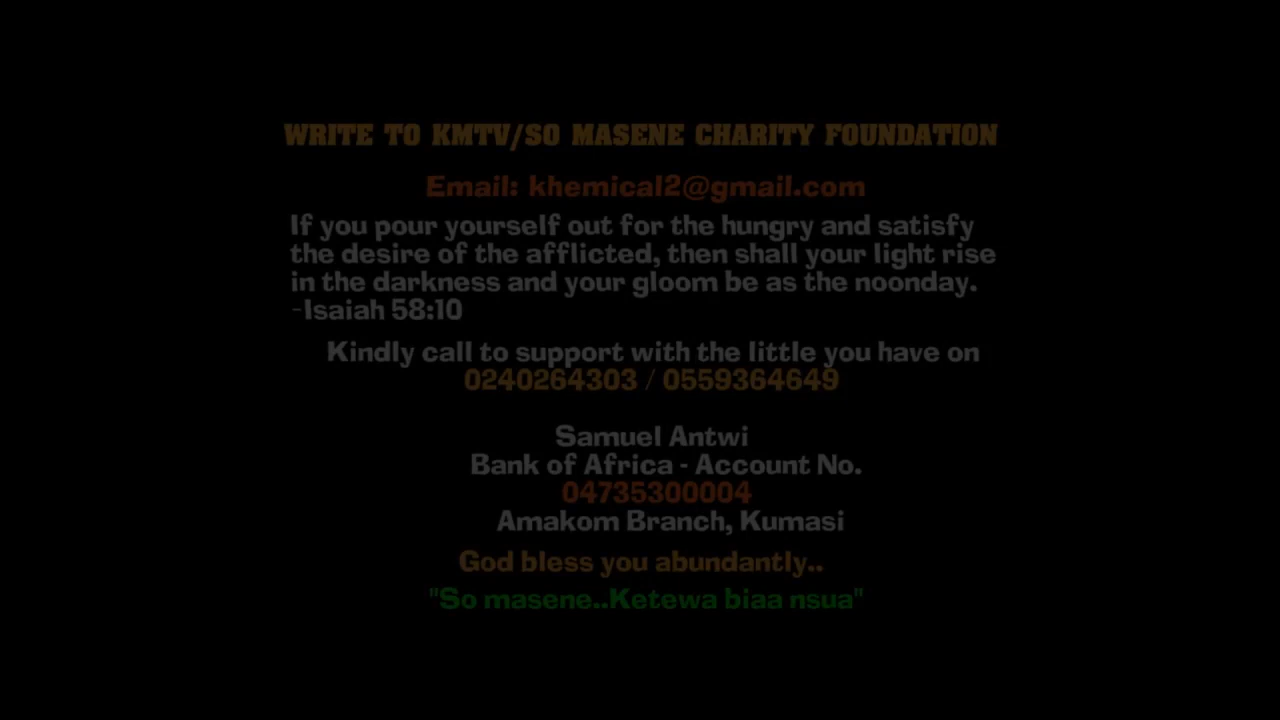 WRITE TO KMTV/SO MASENE CHARITY FOUNDATION
Email: khemical2@gmail.com
If you pour yourself out for the hungry and satisfy
the desire of the afflicted, then shall your light rise
in the darkness and your gloom be as the noonday.
-Isaiah 58:10
Kindly call to support with the little you have on
0240264303 / 0559364649
Samuel Antwi
Bank of Africa - Account No.
04735300004
Amakom Branch, Kumasi
God bless you abundantly..
"So masene..Ketewa biaa nsua"